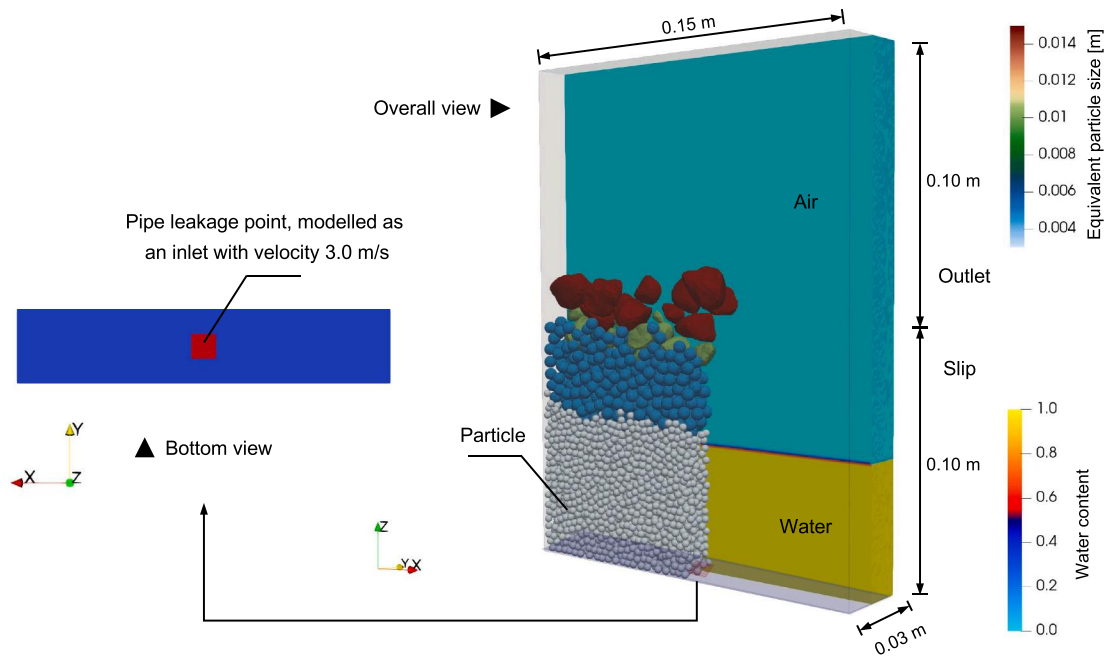 0.15 m
Overall view
Air
0.10 m
Outlet
Slip
0.10 m
Pipe leakage point, modelled as
an inlet with velocity 3.0 m/s
Y
X
Z
Bottom view
Particle
Water
Z
Y
X
0.03 m
Equivalent particle size [m]
0.014
0.012
0.01
0.008
0.006
0.004
Water content
1.0
0.8
0.6
0.4
0.2
0.0